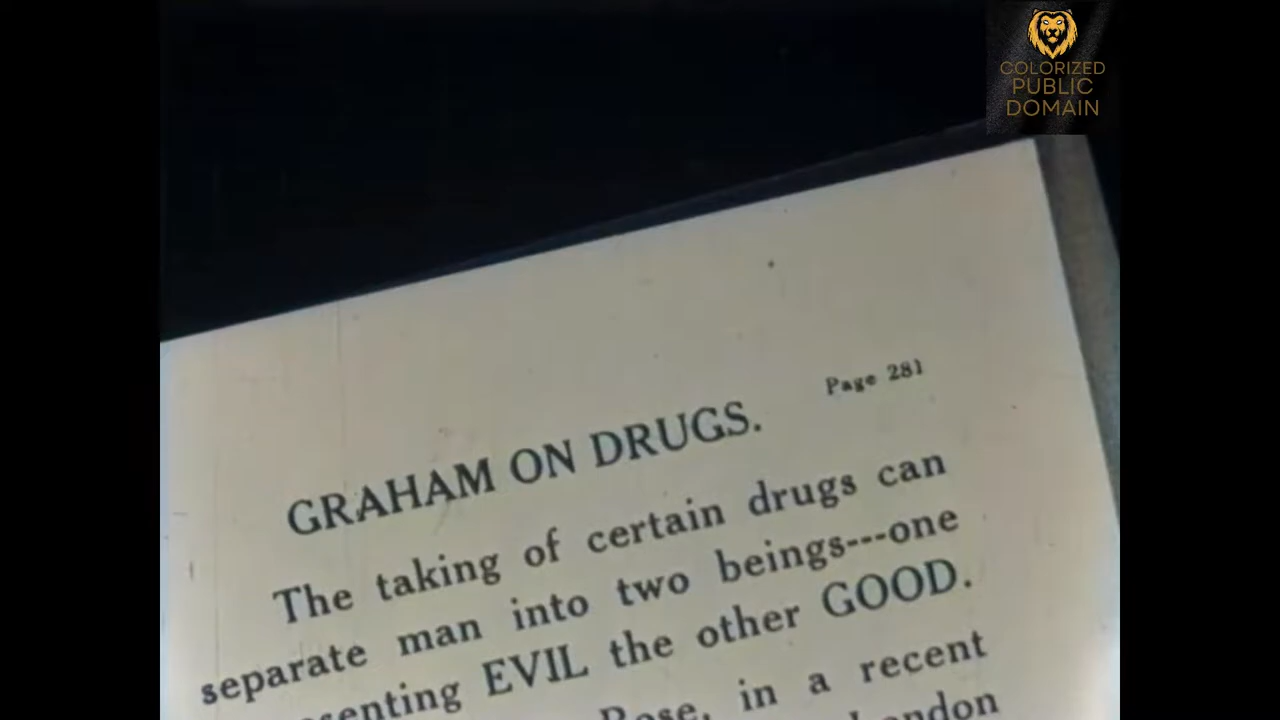 COLORIZED
PUBLIC
DOMAIN
Page 281
GRAHAM ON DRUGS.
The taking of certain drugs can
separate man into two beings---one
EVIL the other GOOD.
in a recent